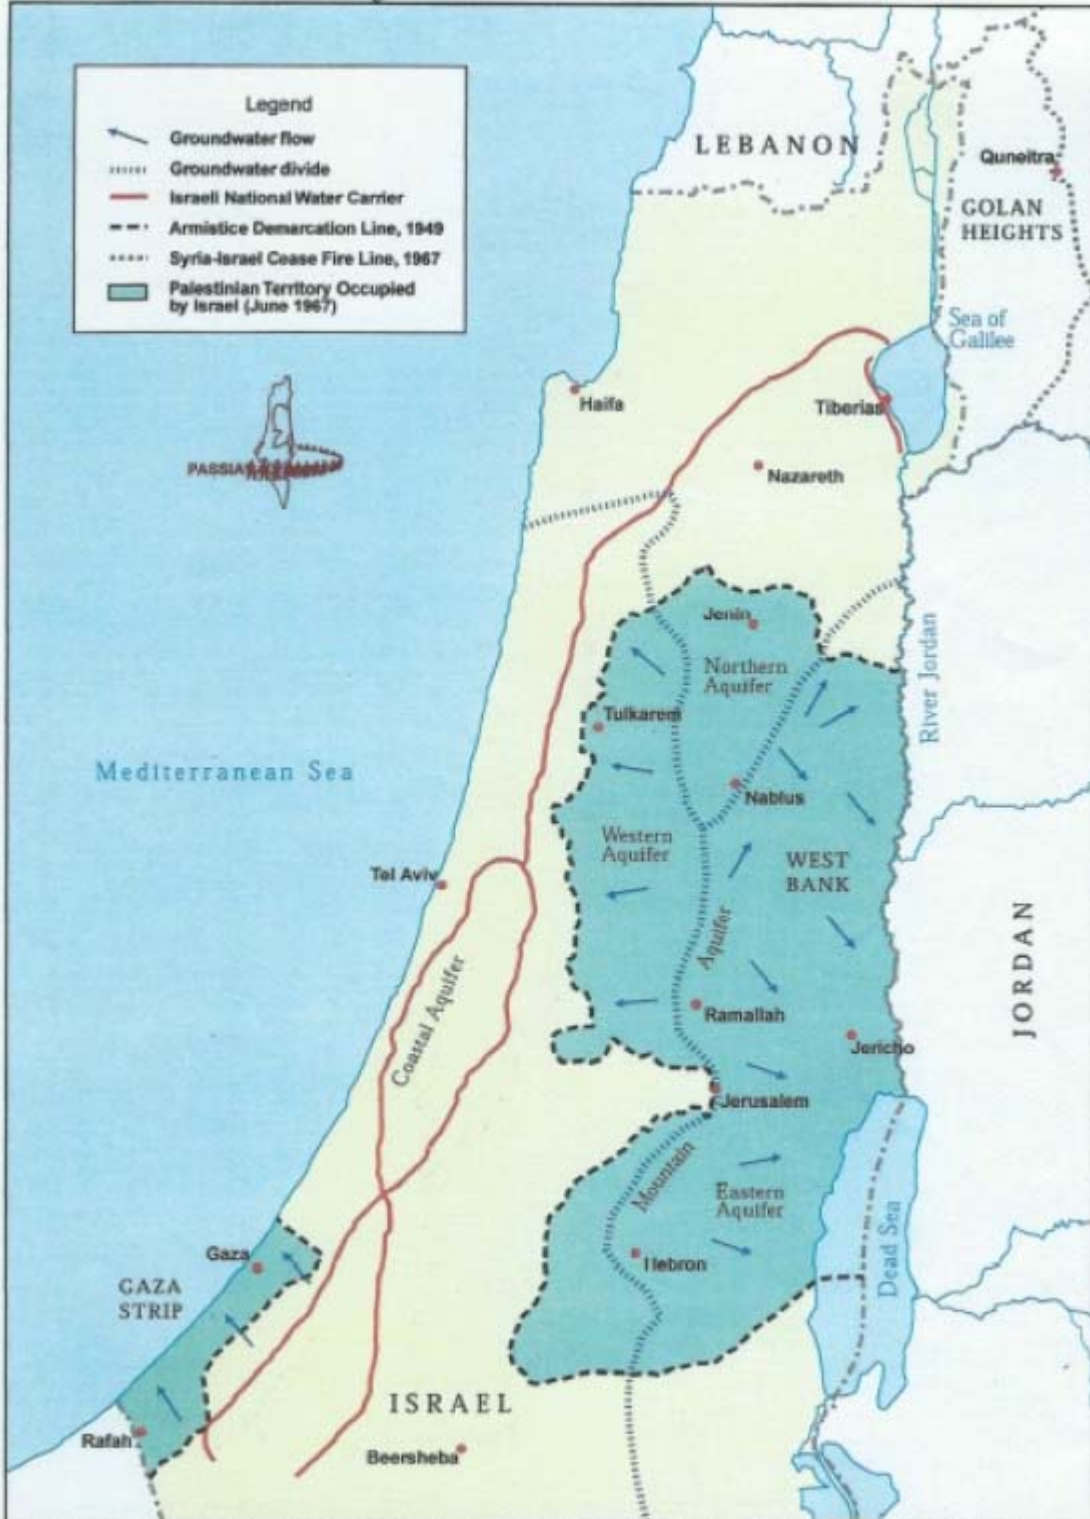 Legend
Groundwater flow
Groundwater divide
Israeli National Water Carrier
Armistice Demarcation Line, 1949
Syria-Israel Cease Fire Line, 1967
Palestinian Territory Occupied
by Israel (June 1967)
LEBANON
Quneitra
GOLAN
HEIGHTS
Sea of
Galilee
Haifa
Tiberias
PASSIA
Nazareth
Jenin
Northern
Aquifer
River Jordan
Tulkarem
Mediterranean Sea
Nablus
Western
Aquifer
WEST
BANK
Tel Aviv
Aquifer
JORDAN
Coastal Aquifer
Ramallah
Jericho
Jerusalem
Mountain
Eastern
Aquifer
Dead Sea
Gaza
Hebron
GAZA
STRIP
ISRAEL
Rafah
Beersheba